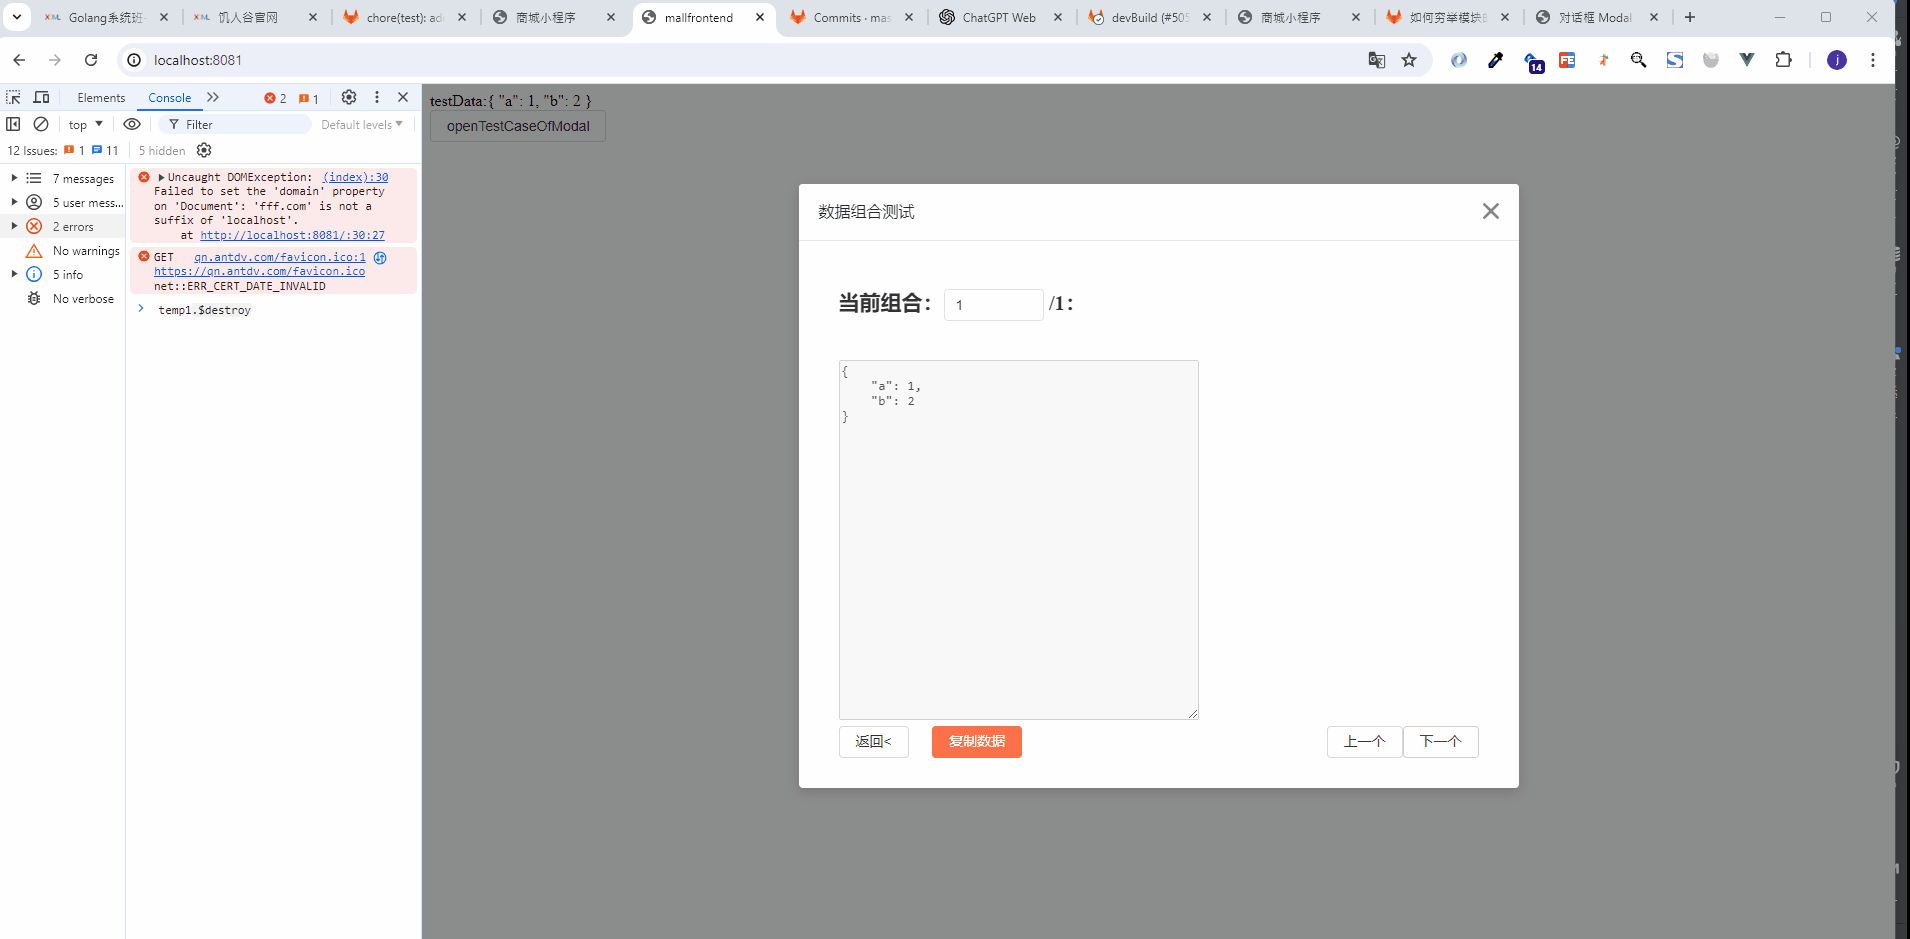 Golang系统班
饥人谷官网
chore(test): ad
商城小程序
mallfrontend
Commits · mas
ChatGPT Web
devBuild (#505
商城小程序
如何穷举模块的
对话框 Modal
localhost:8081
14
FE
j
Elements
Console
2
1
top
Filter
Default levels
12 Issues:
1
11
5 hidden
7 messages
5 user mess...
2 errors
No warnings
5 info
No verbose
Uncaught DOMException: (index):30
Failed to set the 'domain' property
on 'Document': 'fff.com' is not a
suffix of 'localhost'.
at http://localhost:8081/:30:27
GET qn.antdv.com/favicon.ico:1
https://qn.antdv.com/favicon.ico
net::ERR_CERT_DATE_INVALID
temp1.$destroy
testData:{ "a": 1, "b": 2 }
openTestCaseOfModal
数据组合测试
当前组合： 1 /1：
{
"a": 1,
"b": 2
}
返回<
复制数据
上一个
下一个